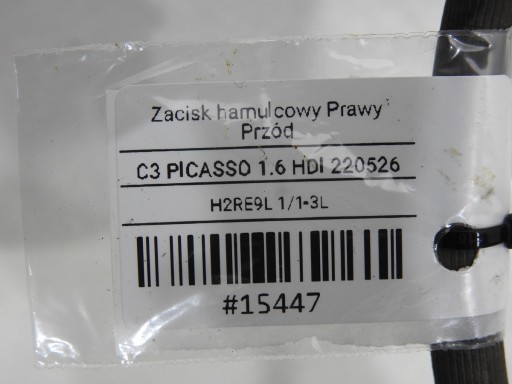 Zacisk hamulcowy Prawy
Przód
C3 PICASSO 1.6 HDI 220526
H2RE9L 1/1-3L
#15447